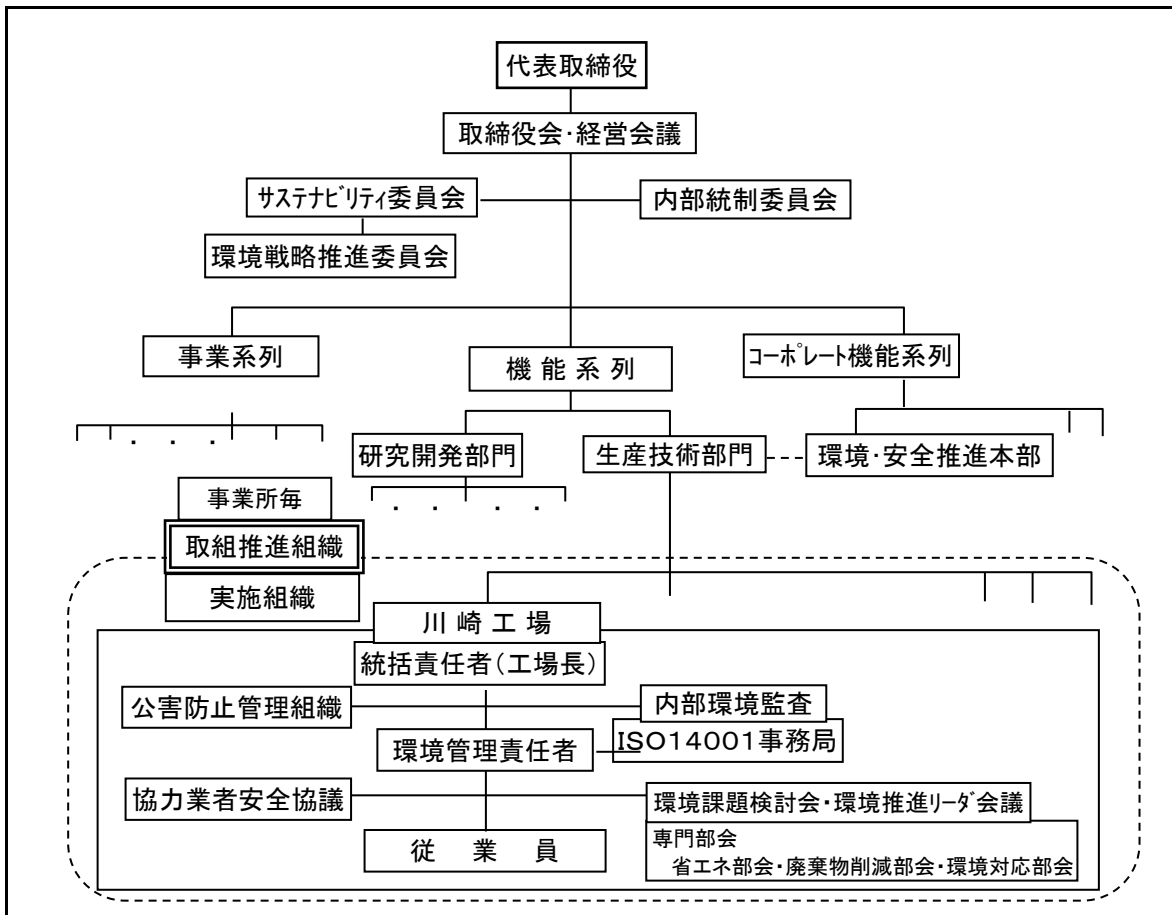 代表取締役
取締役会・経営会議
ｻｽﾃﾅﾋﾞﾘﾃｨ委員会
内部統制委員会
環境戦略推進委員会
事業系列
機能系列
ｺｰﾎﾟﾚｰﾄ機能系列
・・・
研究開発部門
生産技術部門
環境・安全推進本部
・・・・
事業所毎
取組推進組織
実施組織
川崎工場
統括責任者（工場長）
公害防止管理組織
内部環境監査
環境管理責任者
ISO14001事務局
協力業者安全協議
環境課題検討会・環境推進ﾘｰﾀﾞ会議
従業員
専門部会
省エネ部会・廃棄物削減部会・環境対応部会